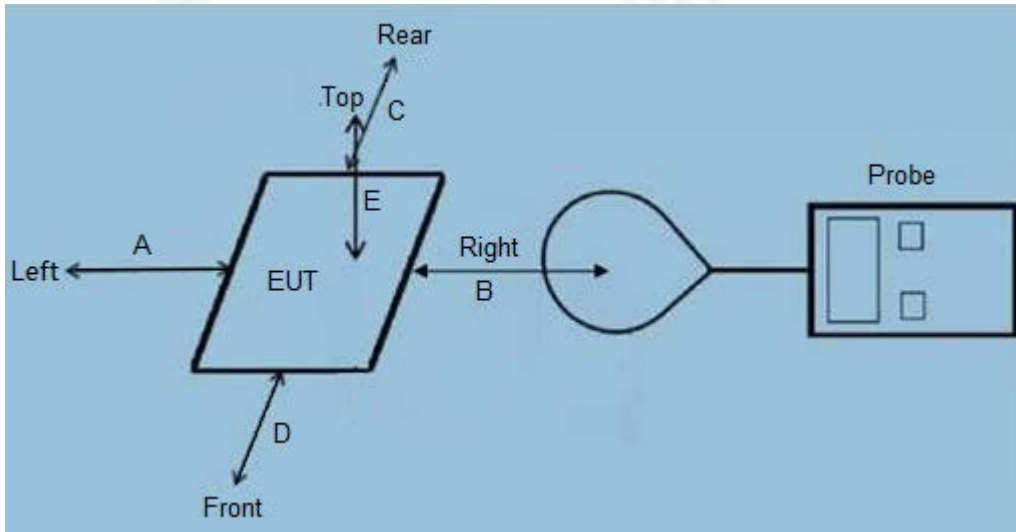 Rear
.Top
C
Probe
E
A
Right
Left
EUT
B
D
Front